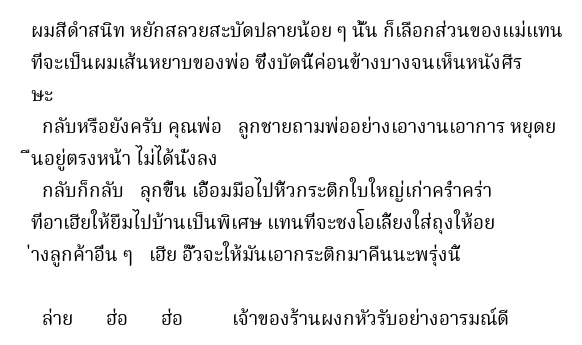 ผมสีดำสนิท หยักสลวยสะบัดปลายน้อย ๆ นั้น ก็เลือกส่วนของแม่แทน
ที่จะเป็นผมเส้นหยาบของพ่อ ซึ่งบัดนี้ค่อนข้างบางจนเห็นหนังศีร
ษะ
กลับหรือยังครับ คุณพ่อ ลูกชายถามพ่ออย่างเอางานเอาการ หยุดย
ืนอยู่ตรงหน้า ไม่ได้นั่งลง
กลับก็กลับ ลุกขึ้น เอื้อมมือไปหิ้วกระติกใบใหญ่เก่าคร่ำคร่า
ที่อาเฮียให้ยืมไปบ้านเป็นพิเศษ แทนที่จะชงโอเลี้ยงใส่ถุงให้อย
่างลูกค้าอื่น ๆ เฮีย อั๊วจะให้มันเอากระติกมาคืนนะพรุ่งนี้
ล่าย ฮ่อ ฮ่อ เจ้าของร้านผงกหัวรับอย่างอารมณ์ดี